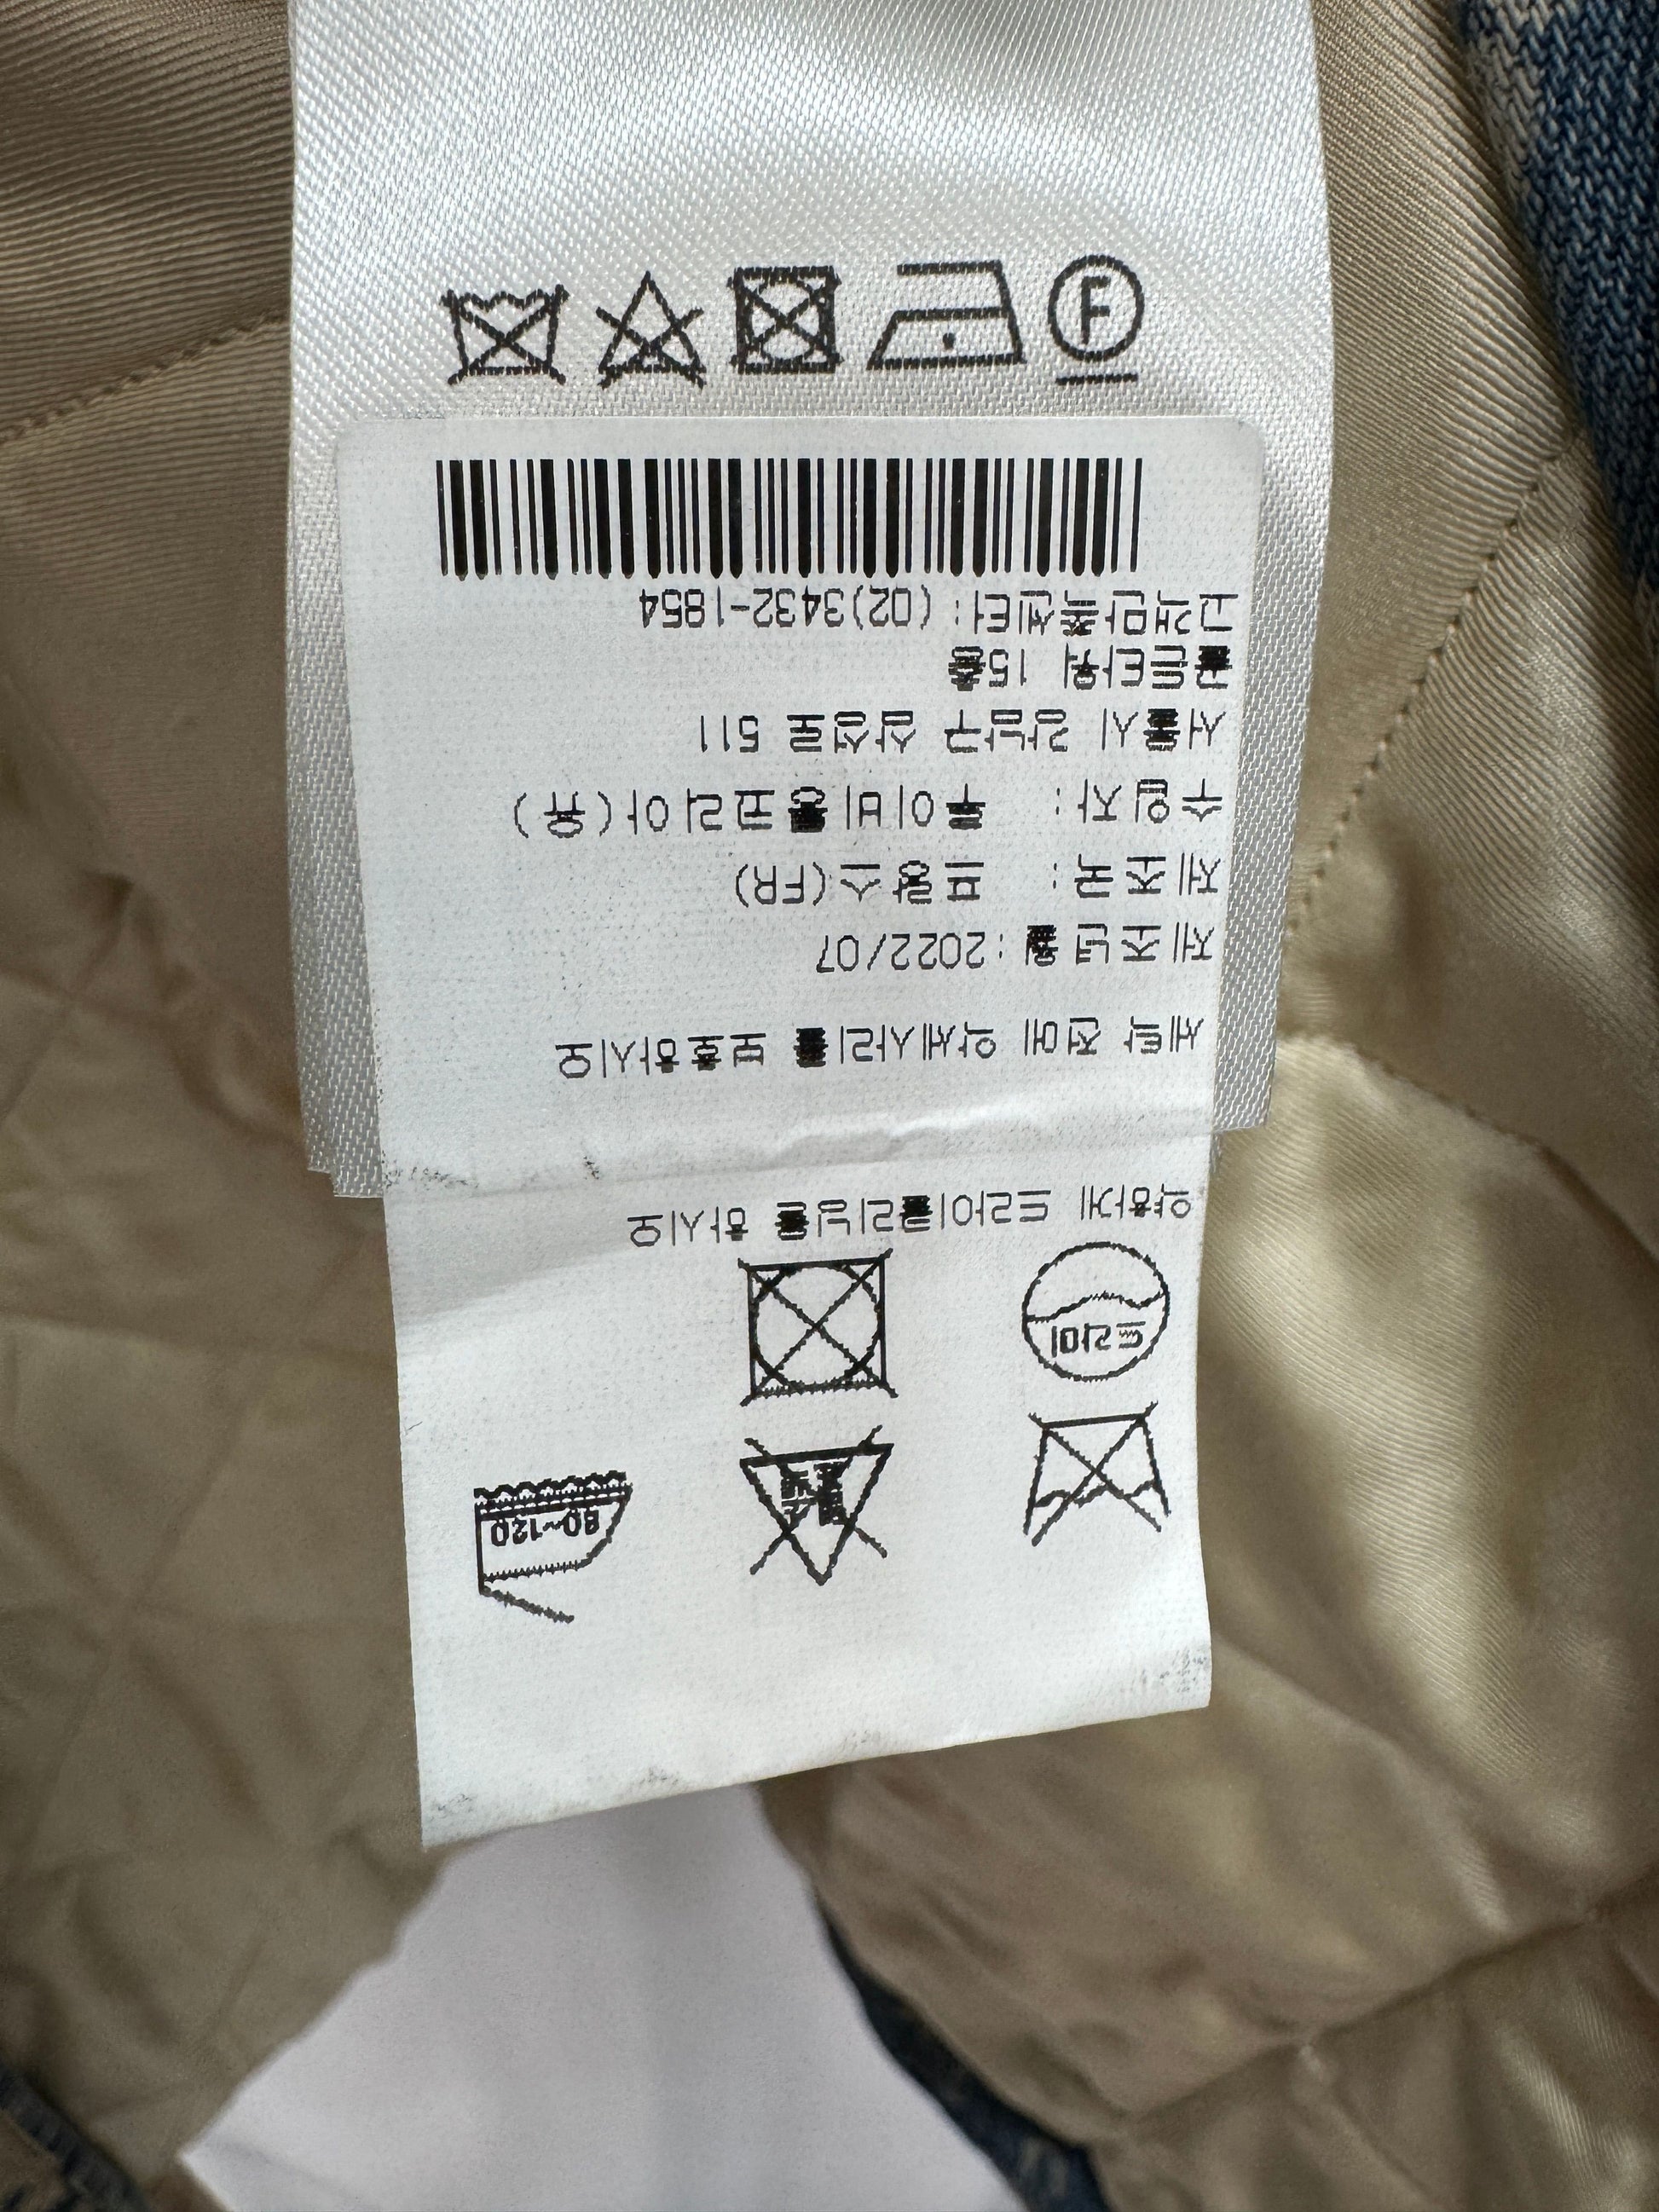 F
드라이
80~120
약하게 드라이클리닝을 하시오
세탁 전에 악세사리를 보호하시오
제조년월:2022/07
제조국: 프랑스(FR)
수입자: 루이비통코리아(유)
서울시 강남구 삼성로 511
골든타워 15층
고객만족센터: (02)3432-1854